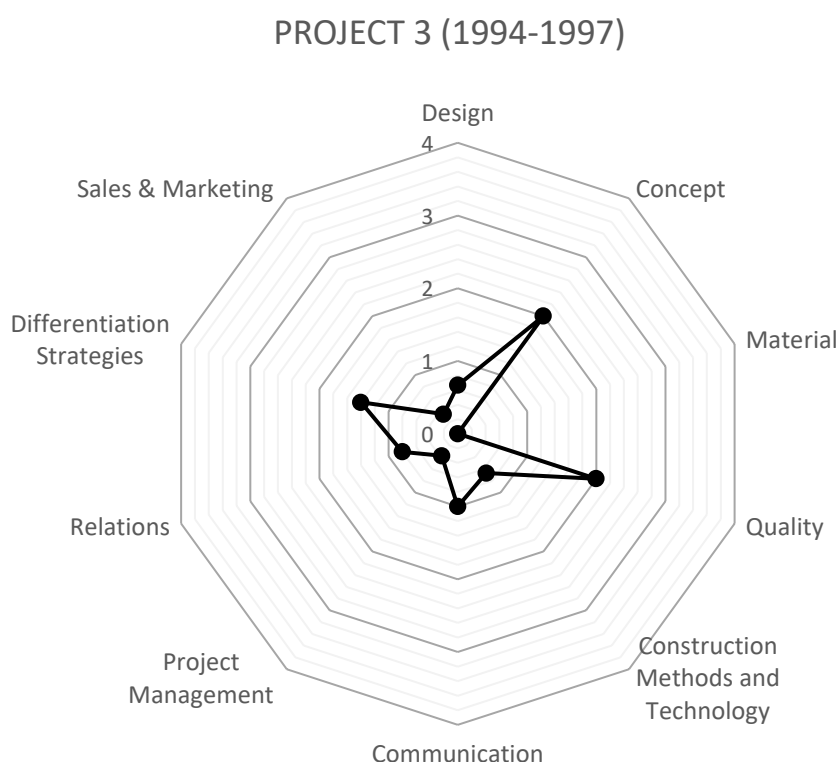 PROJECT 3 (1994-1997)
Design
4
Sales & Marketing
Concept
3
Differentiation
Strategies
2
Material
1
0
Relations
Quality
Project
Management
Construction
Methods and
Technology
Communication